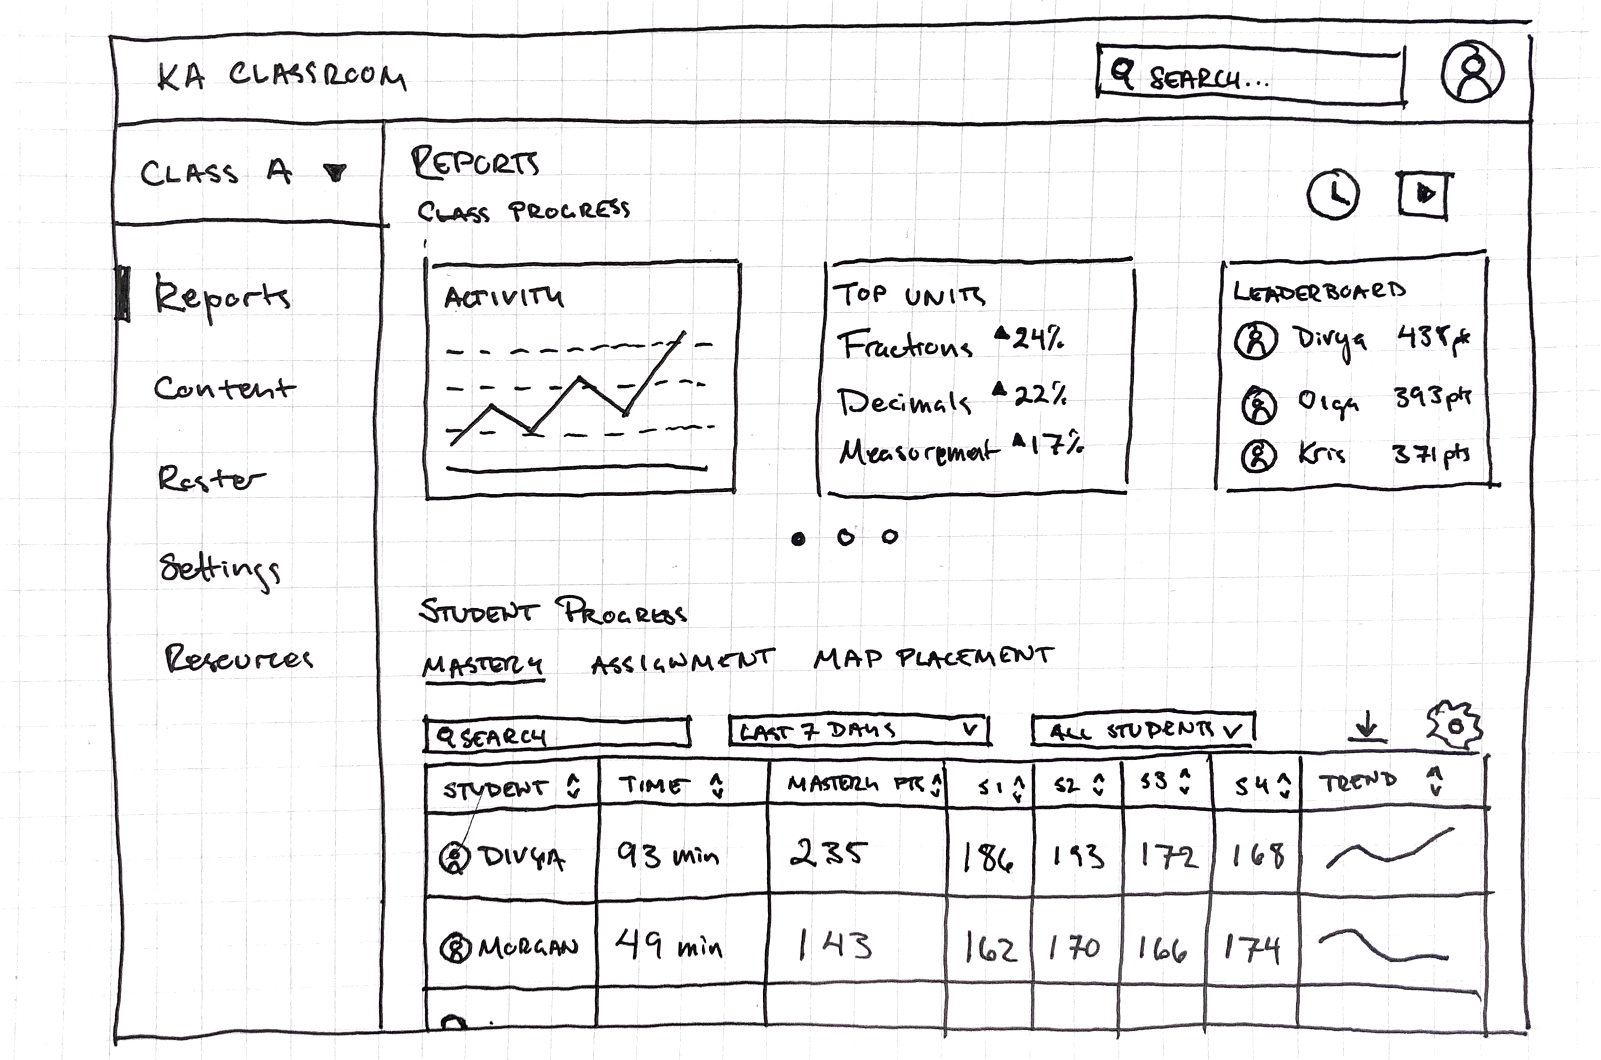 KA CLASSROOM
SEARCH...
CLASS A
Reports
Content
Roster
Settings
Resources
REPORTS
CLASS PROGRESS
ACTIVITY
TOP UNITS
Fractions ▲24%
Decimals ▲22%
Measurement ▲17%
LEADERBOARD
Divya 438pts
Olga 393pts
Kris 371pts
STUDENT PROGRESS
MASTERY ASSIGNMENT MAP PLACEMENT
SEARCH LAST 7 DAYS ALL STUDENTS
STUDENT TIME MASTERY PTS S1 S2 S3 S4 TREND
DIVYA 93 min 235 186 193 172 168
MORGAN 49 min 143 162 170 166 174